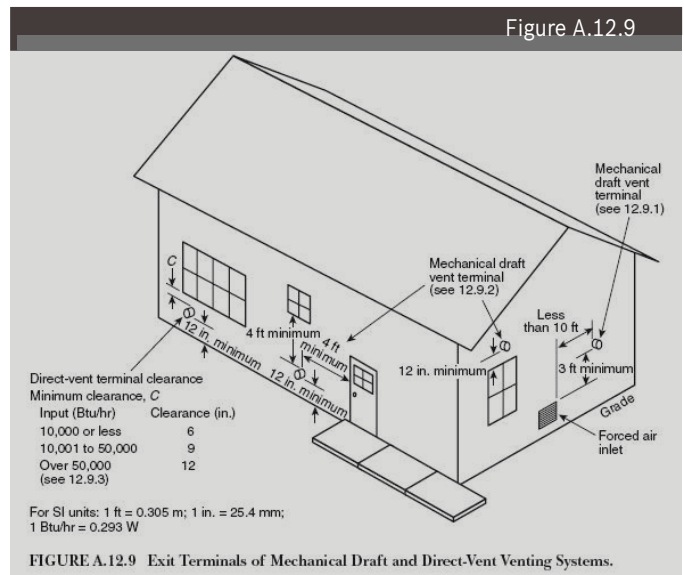 Figure A.12.9
Mechanical
draft vent
terminal
(see 12.9.1)
Mechanical draft
vent terminal
(see 12.9.2)
C
Less
than 10 ft
4 ft minimum
4 ft
minimum
12 in. minimum
12 in. minimum
12 in. minimum
3 ft minimum
Grade
Forced air
inlet
Direct-vent terminal clearance
Minimum clearance, C
Input (Btu/hr) Clearance (in.)
10,000 or less 6
10,001 to 50,000 9
Over 50,000 12
(see 12.9.3)
For SI units: 1 ft = 0.305 m; 1 in. = 25.4 mm;
1 Btu/hr = 0.293 W
FIGURE A.12.9 Exit Terminals of Mechanical Draft and Direct-Vent Venting Systems.